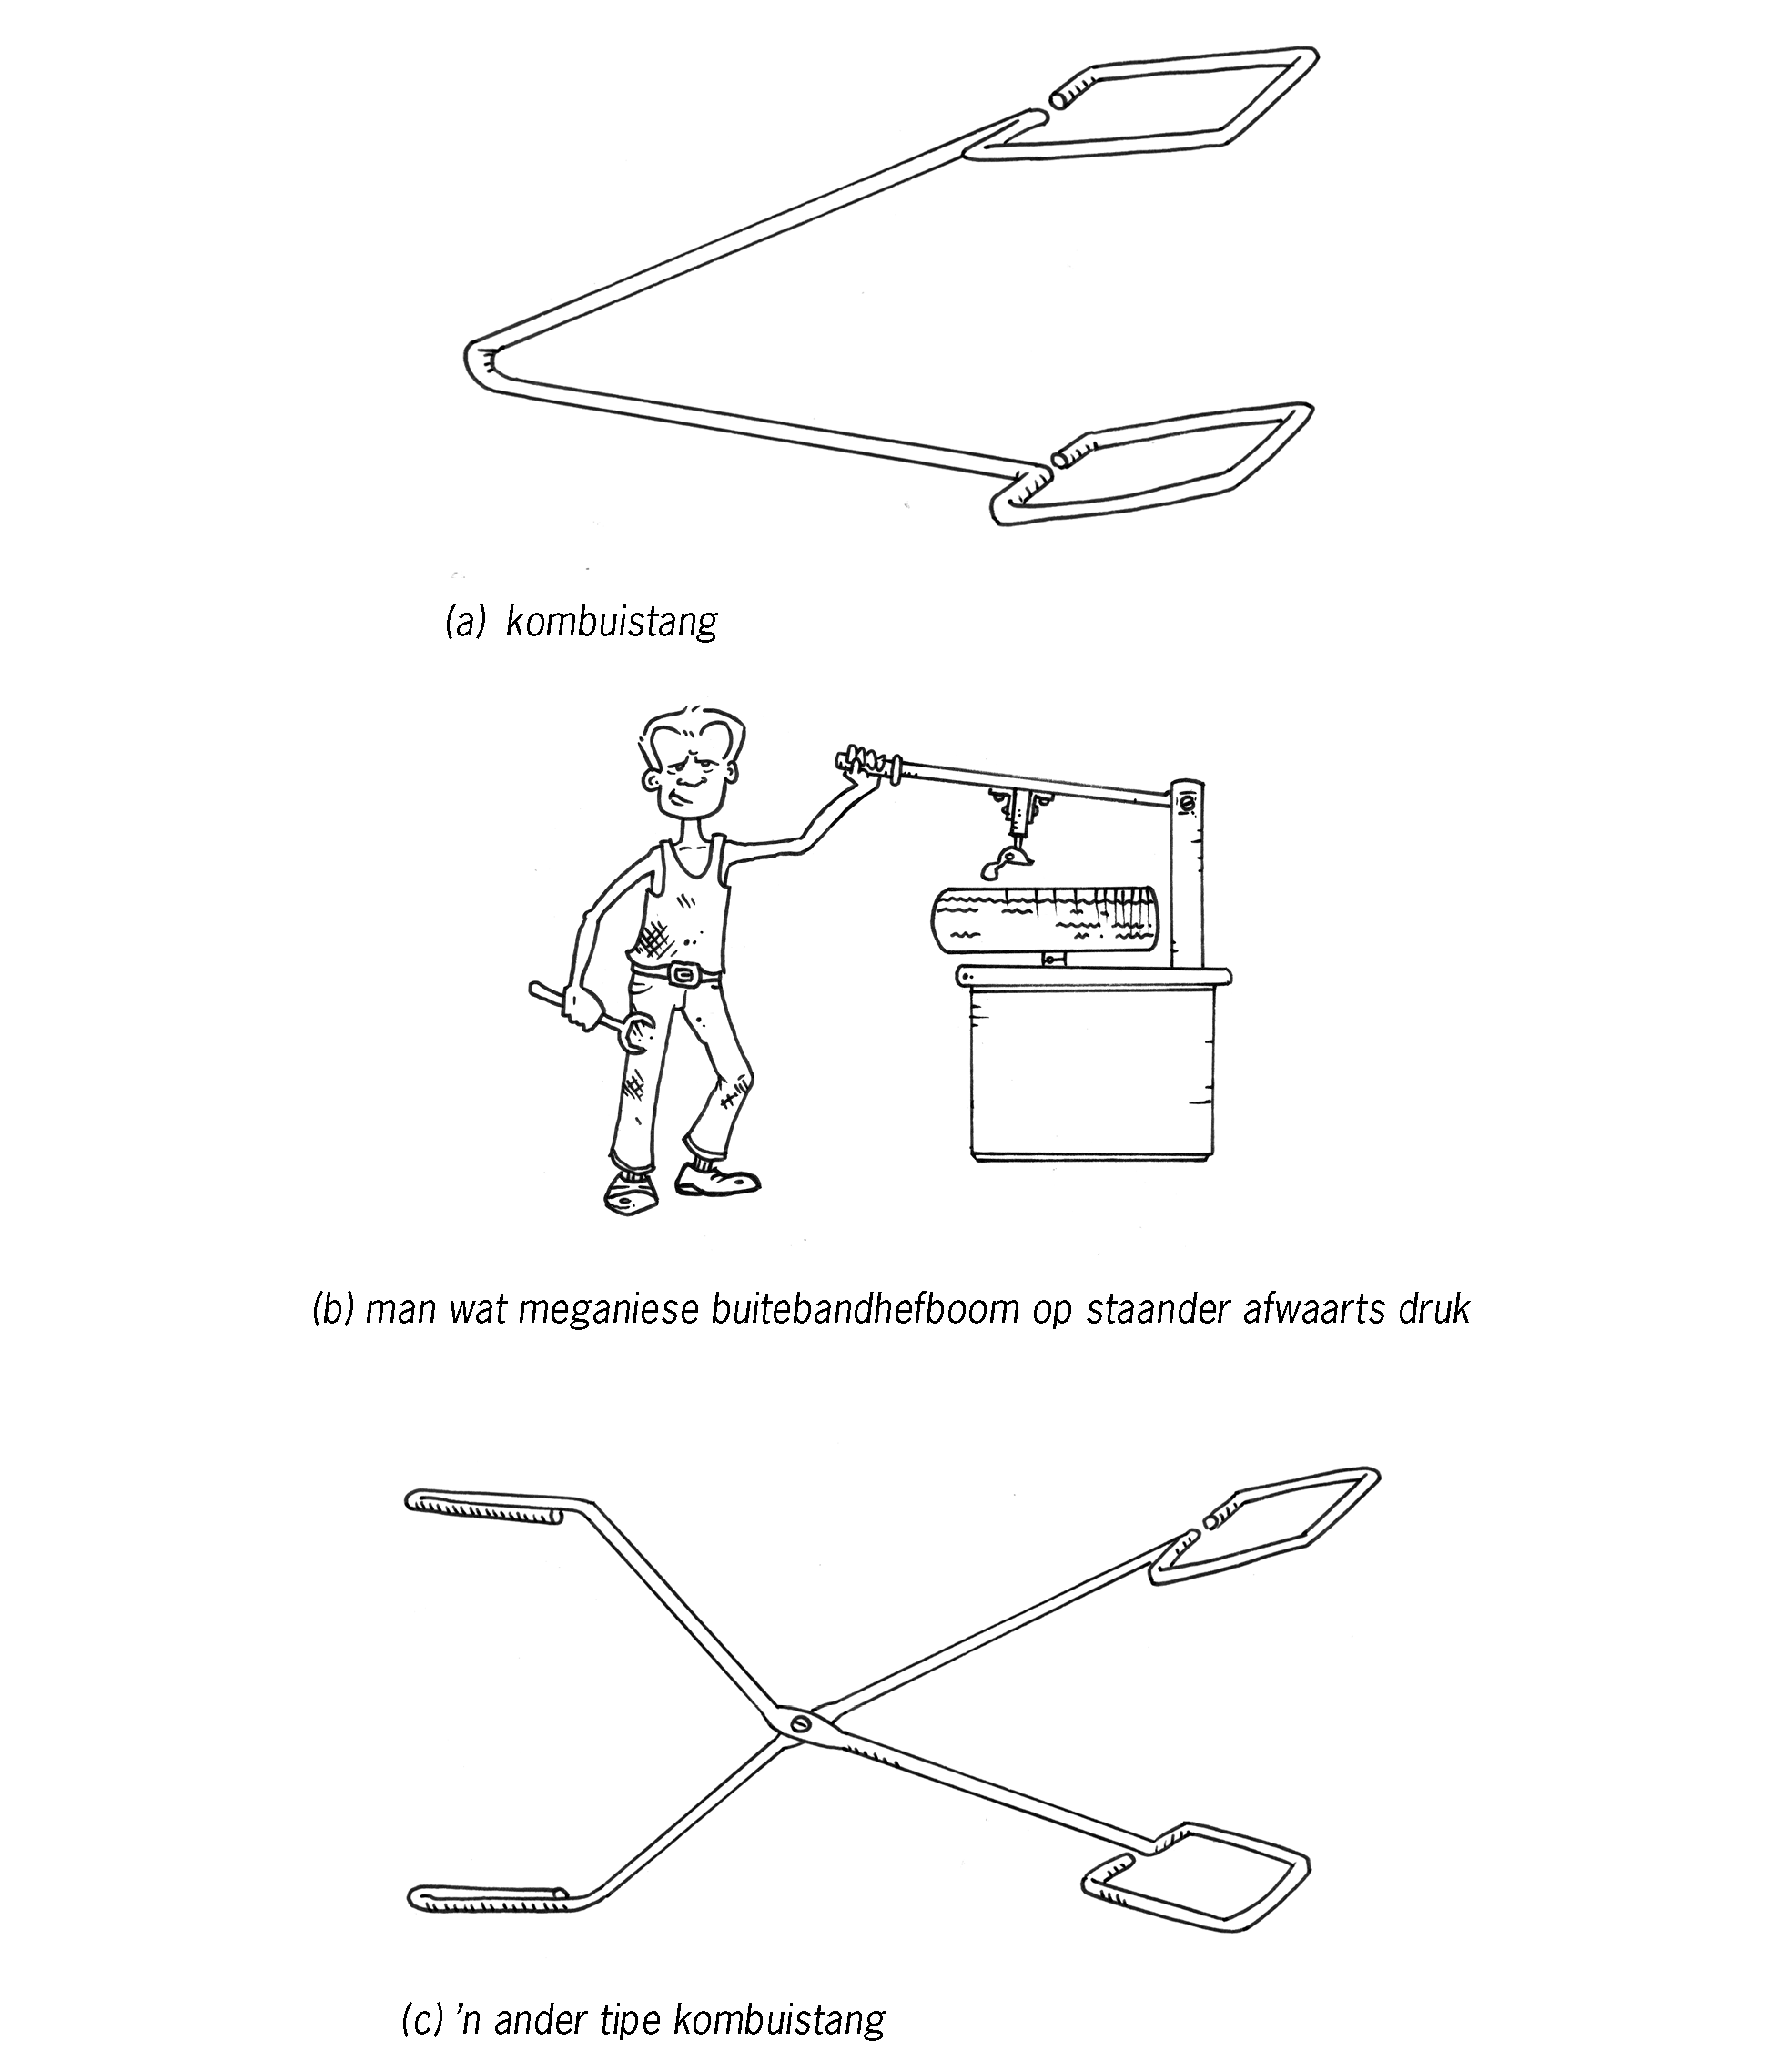 (a) kombuistang
(b) man wat meganiese buitebandhefboom op staander afwaarts druk
(c) 'n ander tipe kombuistang